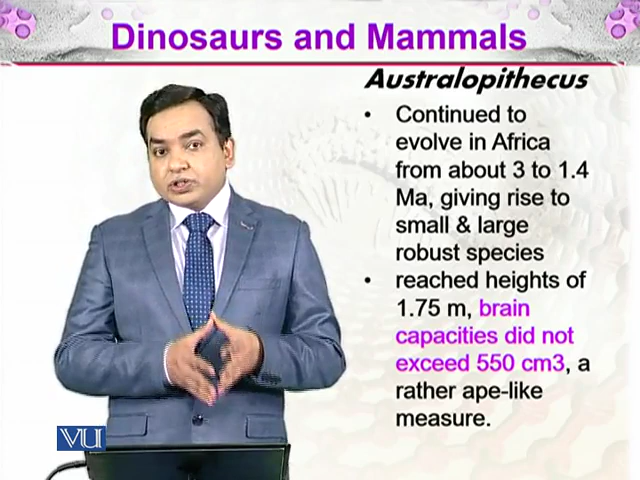 Dinosaurs and Mammals
Australopithecus
• Continued to
evolve in Africa
from about 3 to 1.4
Ma, giving rise to
small & large
robust species
• reached heights of
1.75 m, brain
capacities did not
exceed 550 cm3, a
rather ape-like
measure.
VU